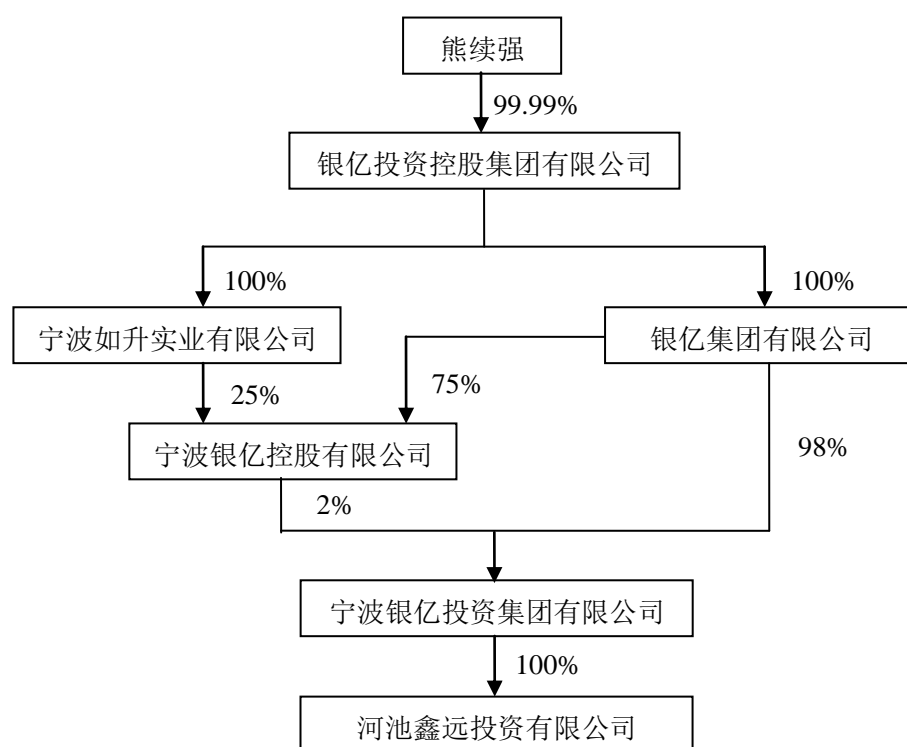 熊续强
99.99%
银亿投资控股集团有限公司
100%
100%
宁波如升实业有限公司
银亿集团有限公司
25%
75%
宁波银亿控股有限公司
98%
2%
宁波银亿投资集团有限公司
100%
河池鑫远投资有限公司